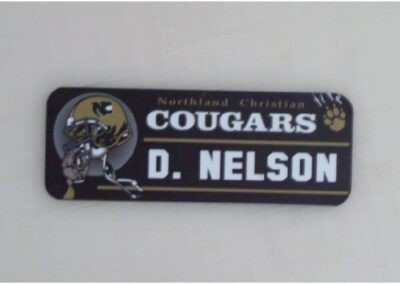 Northland Christian
COUGARS
D. NELSON